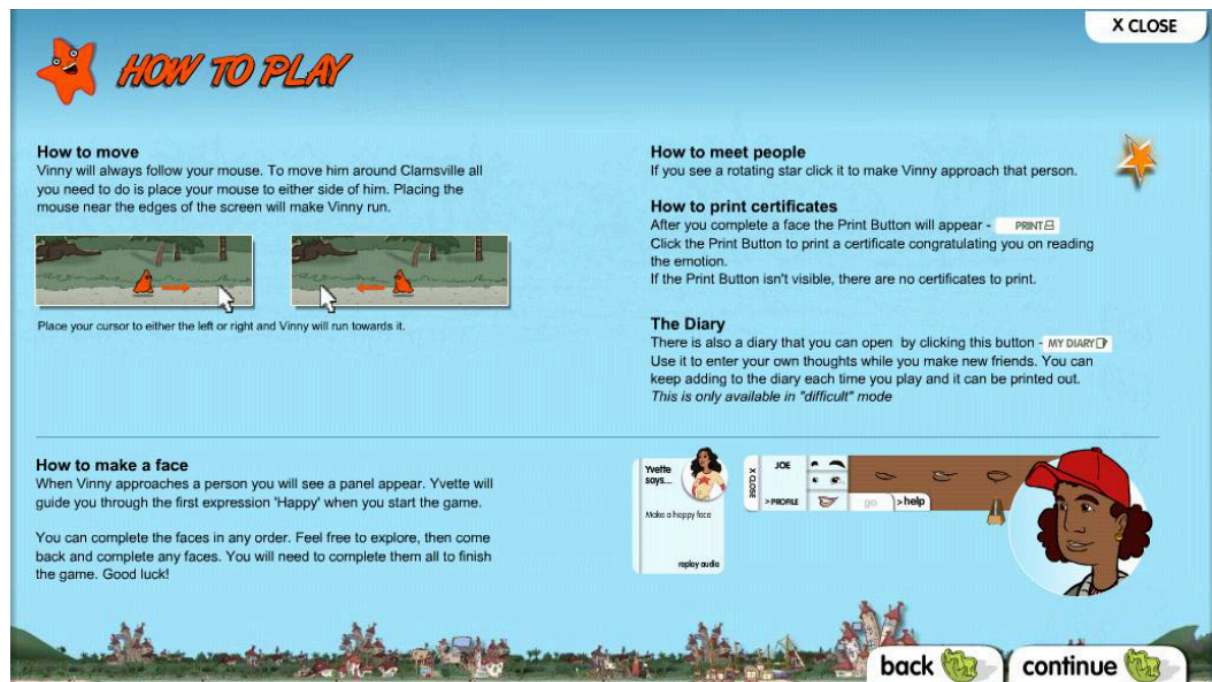 X CLOSE
HOW TO PLAY
How to move
Vinny will always follow your mouse. To move him around Clamsville all
you need to do is place your mouse to either side of him. Placing the
mouse near the edges of the screen will make Vinny run.
Place your cursor to either the left or right and Vinny will run towards it.
How to meet people
If you see a rotating star click it to make Vinny approach that person.
How to print certificates
After you complete a face the Print Button will appear - PRINT
Click the Print Button to print a certificate congratulating you on reading
the emotion.
If the Print Button isn't visible, there are no certificates to print.
The Diary
There is also a diary that you can open by clicking this button - MY DIARY
Use it to enter your own thoughts while you make new friends. You can
keep adding to the diary each time you play and it can be printed out.
This is only available in "difficult" mode
How to make a face
When Vinny approaches a person you will see a panel appear. Yvette will
guide you through the first expression 'Happy' when you start the game.
You can complete the faces in any order. Feel free to explore, then come
back and complete any faces. You will need to complete them all to finish
the game. Good luck!
Yvette
says...
Make a happy face
replay audio
X CLOSE
JOE
>PROFILE
go
>help
back
continue